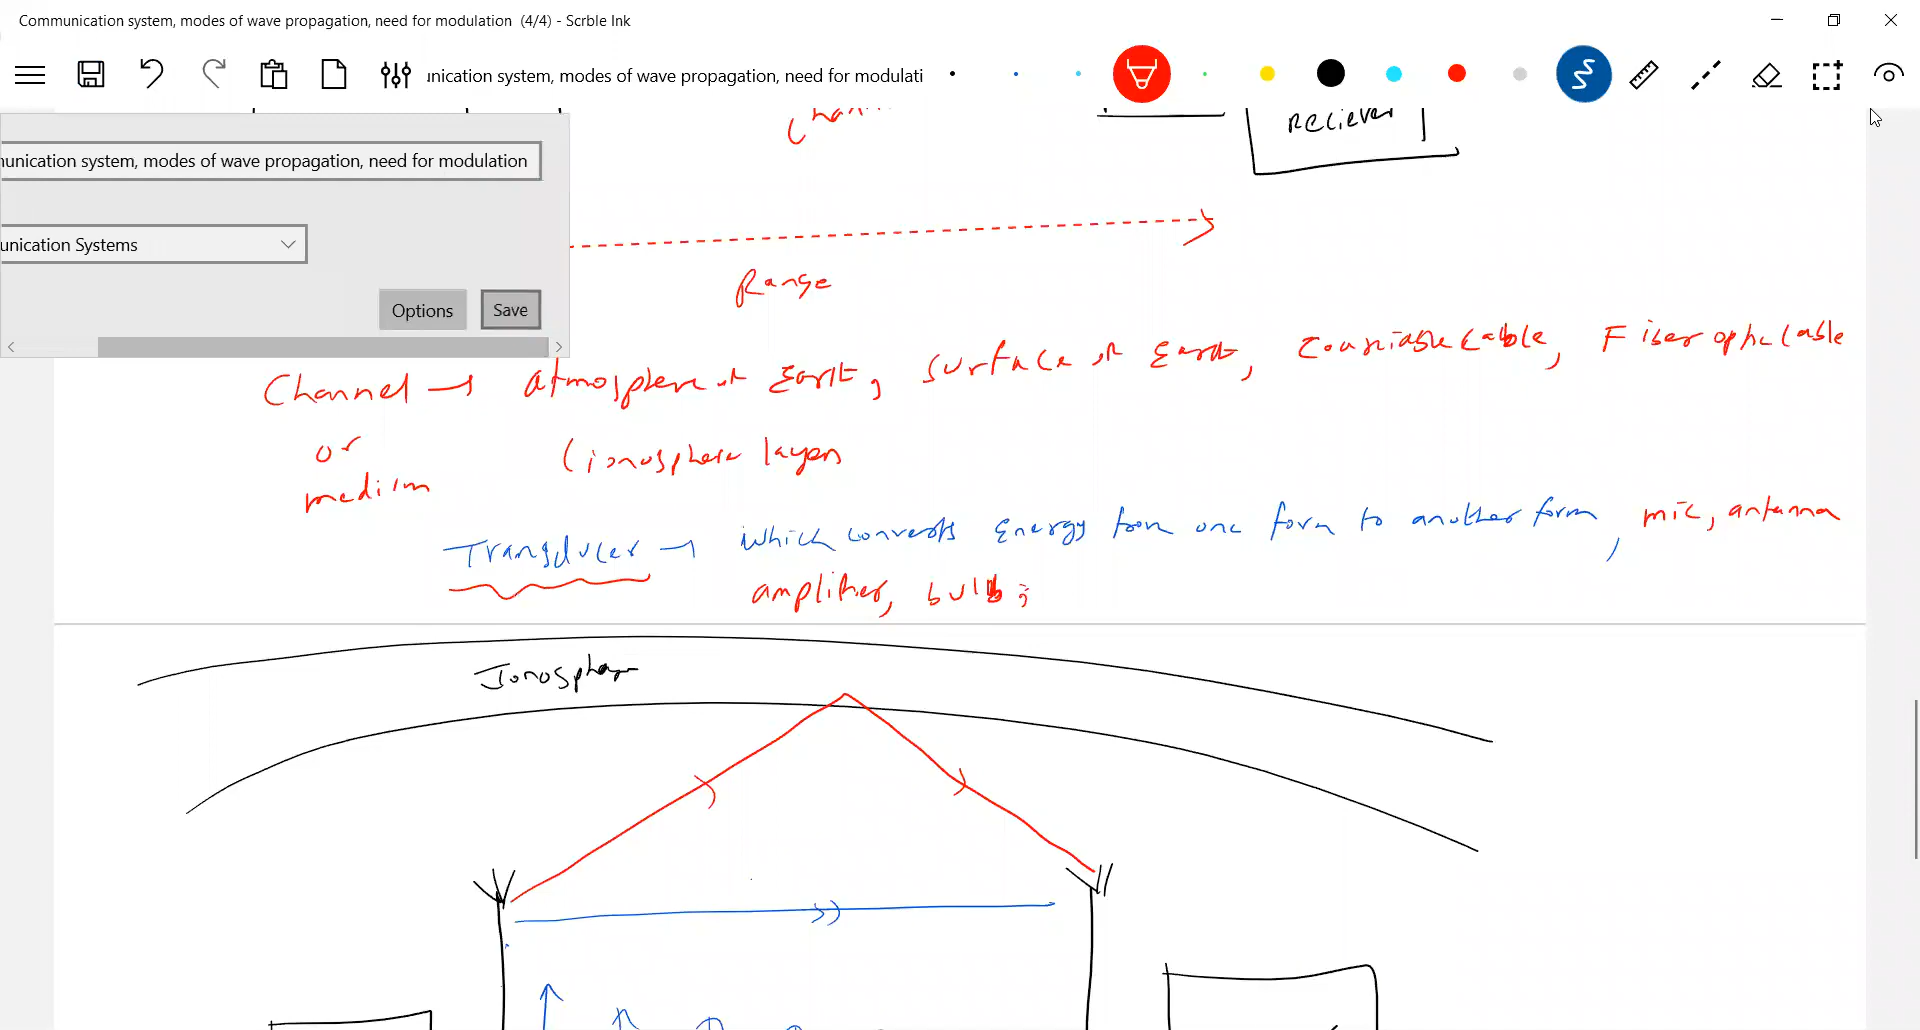 Communication system, modes of wave propagation, need for modulation (4/4) - Scrble Ink
unication system, modes of wave propagation, need for modulati
reciever
unication system, modes of wave propagation, need for modulation
unication Systems
Range
Options Save
Channel → atmosphere of Earth, surface of Earth, cable, Fiber optic cable
or (ionosphere layers
medium
Transducer → which converts Energy from one form to another form, mic, antenna
amplifier, bulb;
Ionosphere